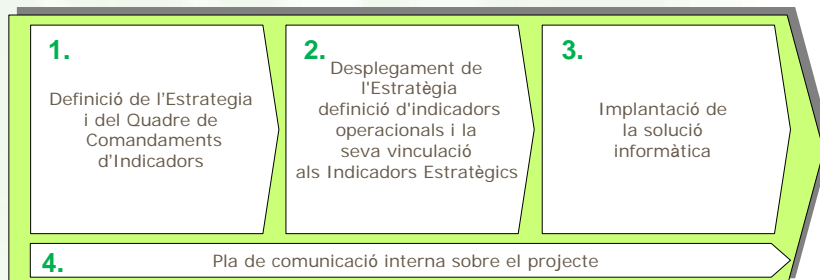 1.
Definició de l'Estrategia
i del Quadre de
Comandaments
d'Indicadors
2.
Desplegament de
l'Estratègia
definició d'indicadors
operacionals i la
seva vinculació
als Indicadors Estratègics
3.
Implantació de
la solució
informàtica
4.
Pla de comunicació interna sobre el projecte